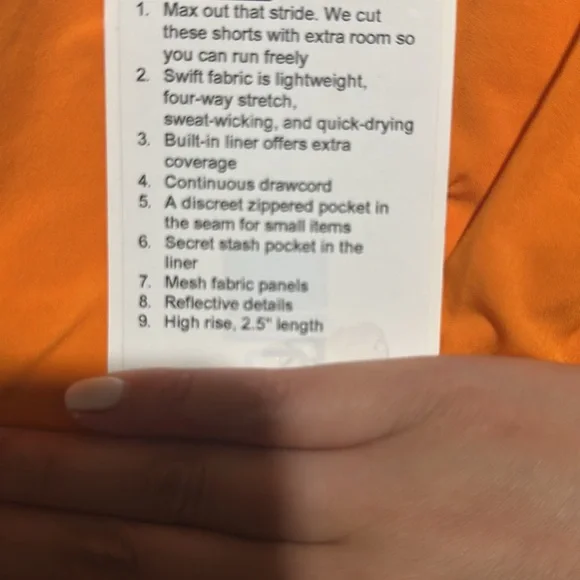 1. Max out that stride. We cut
these shorts with extra room so
you can run freely
2. Swift fabric is lightweight,
four-way stretch,
sweat-wicking, and quick-drying
3. Built-in liner offers extra
coverage
4. Continuous drawcord
5. A discreet zippered pocket in
the seam for small items
6. Secret stash pocket in the
liner
7. Mesh fabric panels
8. Reflective details
9. High rise, 2.5" length